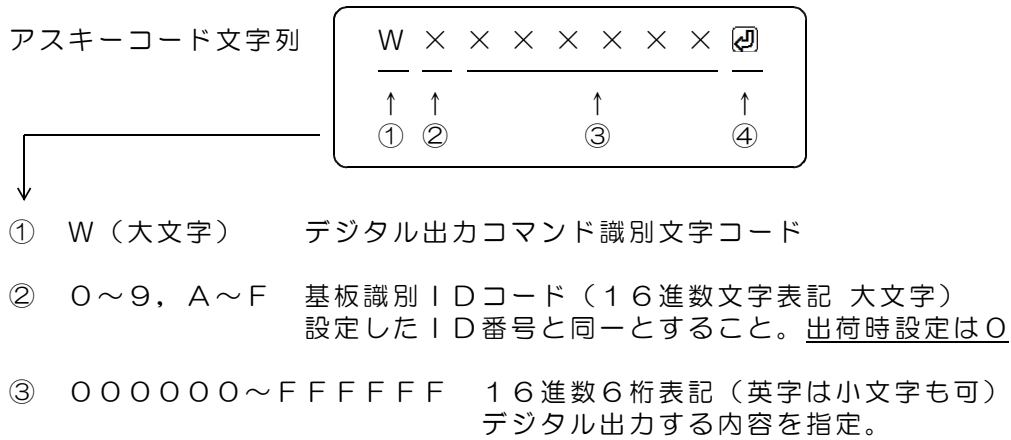 アスキーコード文字列 W × × × × × × × ⏎
↑ ↑ ↑ ↑
① ② ③ ④
① W（大文字） デジタル出力コマンド識別文字コード
② 0～9，A～F 基板識別IDコード（16進数文字表記 大文字）
設定したID番号と同一とすること。出荷時設定は0
③ 000000～FFFFFF 16進数6桁表記（英字は小文字も可）
デジタル出力する内容を指定。